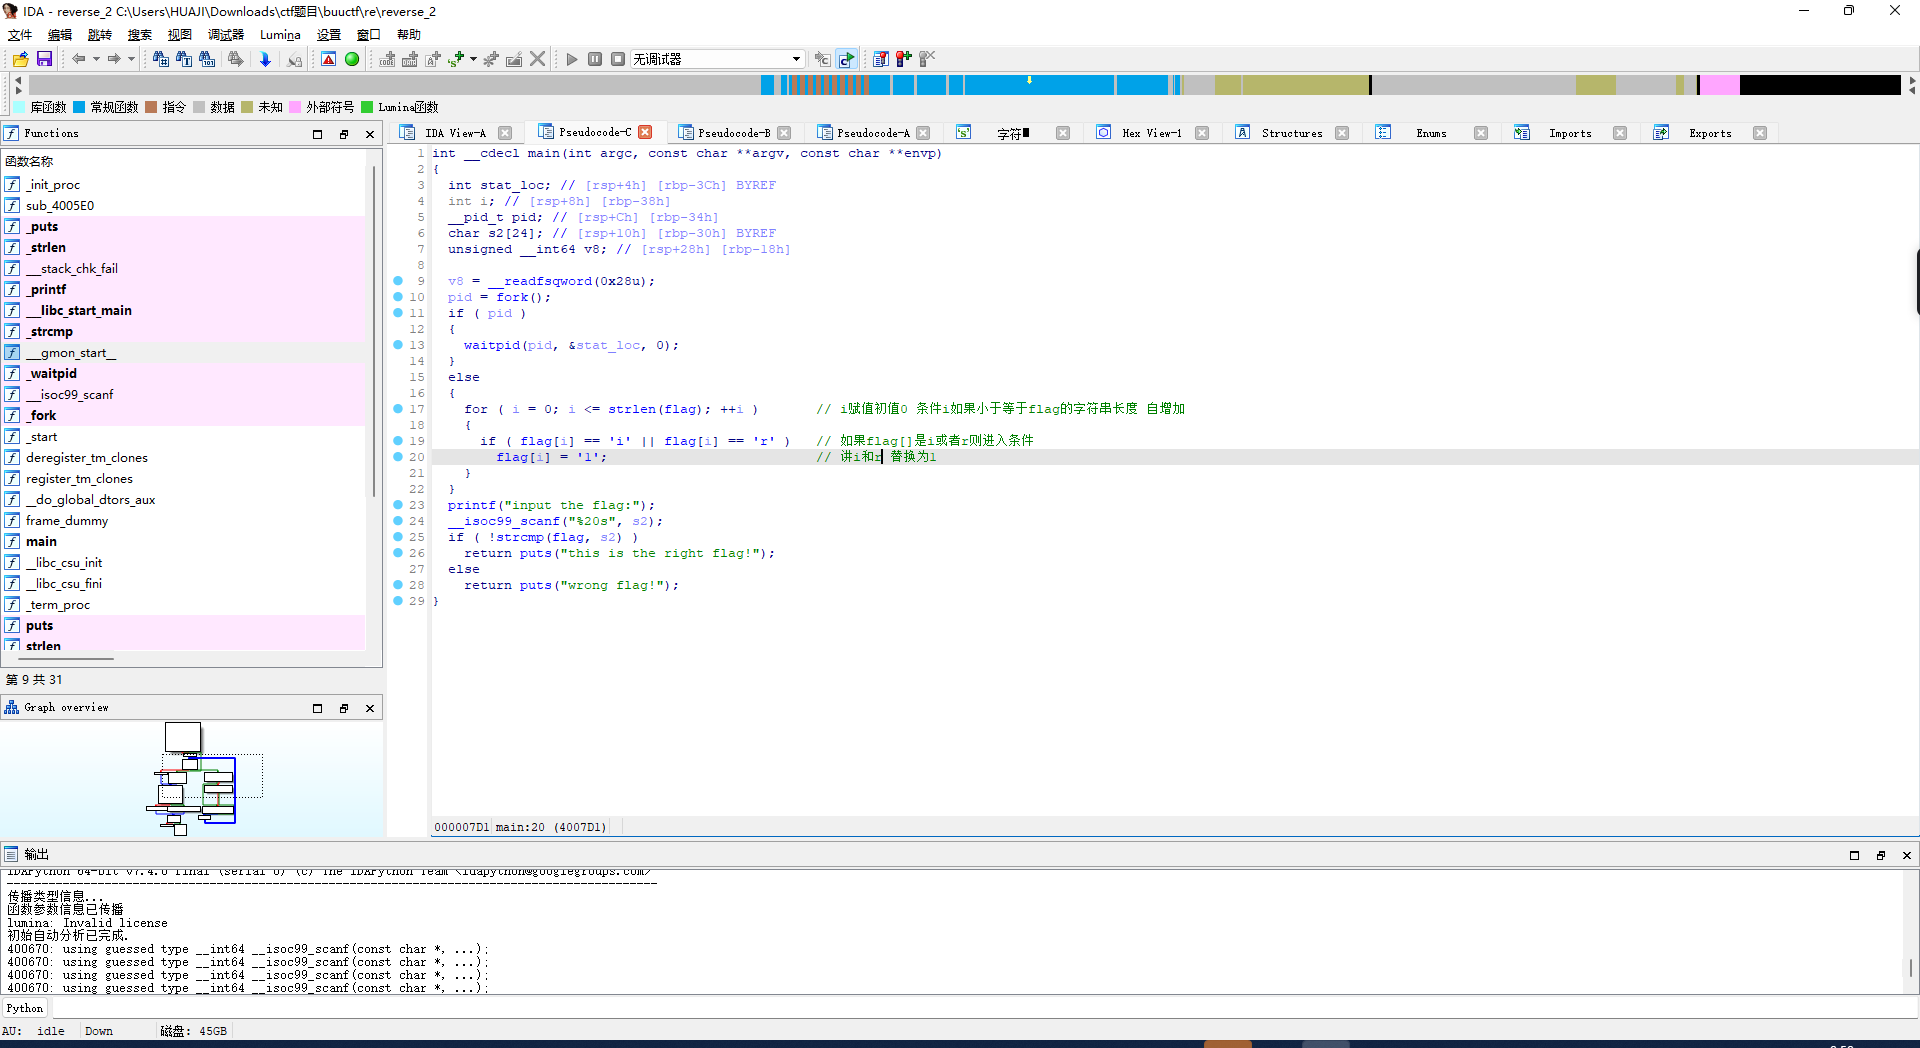 IDA - reverse_2 C:\Users\HUAJI\Downloads\ctf题目\buuctf\re\reverse_2
文件 编辑 跳转 搜索 视图 调试器 Lumina 设置 窗口 帮助
无调试器
库函数 常规函数 指令 数据 未知 外部符号 Lumina函数
Functions
IDA View-A Pseudocode-C Pseudocode-B Pseudocode-A 字符 Hex View-1 Structures Enums Imports Exports
函数名称
_init_proc
sub_4005E0
_puts
_strlen
__stack_chk_fail
_printf
__libc_start_main
_strcmp
__gmon_start__
_waitpid
__isoc99_scanf
_fork
_start
deregister_tm_clones
register_tm_clones
__do_global_dtors_aux
frame_dummy
main
__libc_csu_init
__libc_csu_fini
_term_proc
puts
strlen
第 9 共 31
Graph overview
1 int __cdecl main(int argc, const char **argv, const char **envp)
2 {
3 int stat_loc; // [rsp+4h] [rbp-3Ch] BYREF
4 int i; // [rsp+8h] [rbp-38h]
5 __pid_t pid; // [rsp+Ch] [rbp-34h]
6 char s2[24]; // [rsp+10h] [rbp-30h] BYREF
7 unsigned __int64 v8; // [rsp+28h] [rbp-18h]
8
9 v8 = __readfsqword(0x28u);
10 pid = fork();
11 if ( pid )
12 {
13 waitpid(pid, &stat_loc, 0);
14 }
15 else
16 {
17 for ( i = 0; i <= strlen(flag); ++i ) // i赋值初值0 条件i如果小于等于flag的字符串长度 自增加
18 {
19 if ( flag[i] == 'i' || flag[i] == 'r' ) // 如果flag[]是i或者r则进入条件
20 flag[i] = '1'; // 讲i和r 替换为1
21 }
22 }
23 printf("input the flag:");
24 __isoc99_scanf("%20s", s2);
25 if ( !strcmp(flag, s2) )
26 return puts("this is the right flag!");
27 else
28 return puts("wrong flag!");
29 }
000007D1 main:20 (4007D1)
输出
IDAPython 64-bit v7.4.0 final (serial 0) (c) The IDAPython Team <idapython@googlegroups.com>
传播类型信息...
函数参数信息已传播
lumina: Invalid license
初始自动分析已完成.
400670: using guessed type __int64 __isoc99_scanf(const char *, ...);
400670: using guessed type __int64 __isoc99_scanf(const char *, ...);
400670: using guessed type __int64 __isoc99_scanf(const char *, ...);
400670: using guessed type __int64 __isoc99_scanf(const char *, ...);
Python
AU: idle Down 磁盘: 45GB